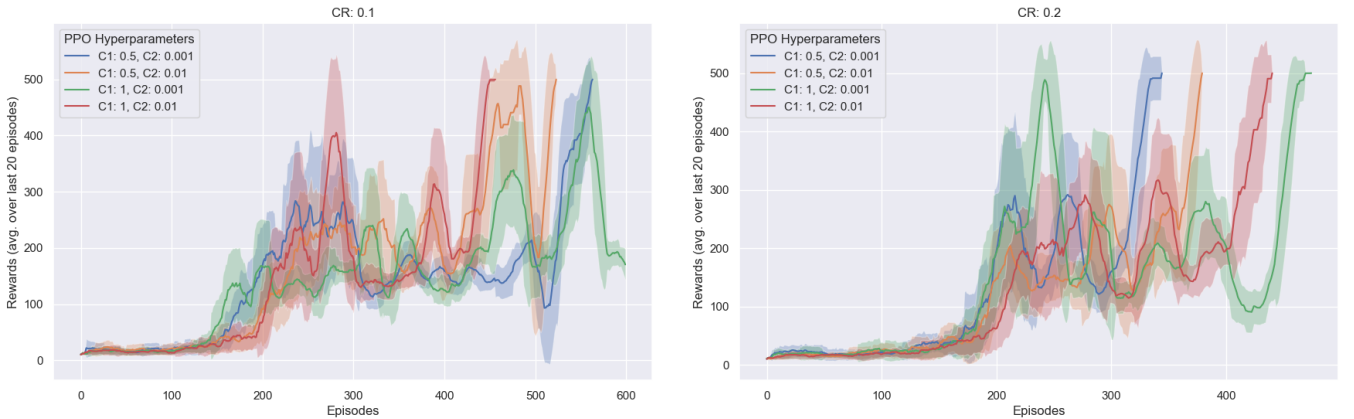 CR: 0.1
PPO Hyperparameters
C1: 0.5, C2: 0.001
C1: 0.5, C2: 0.01
C1: 1, C2: 0.001
C1: 1, C2: 0.01
Rewards (avg. over last 20 episodes)
500
400
300
200
100
0
0 100 200 300 400 500 600
Episodes
CR: 0.2
PPO Hyperparameters
C1: 0.5, C2: 0.001
C1: 0.5, C2: 0.01
C1: 1, C2: 0.001
C1: 1, C2: 0.01
Rewards (avg. over last 20 episodes)
500
400
300
200
100
0
0 100 200 300 400
Episodes